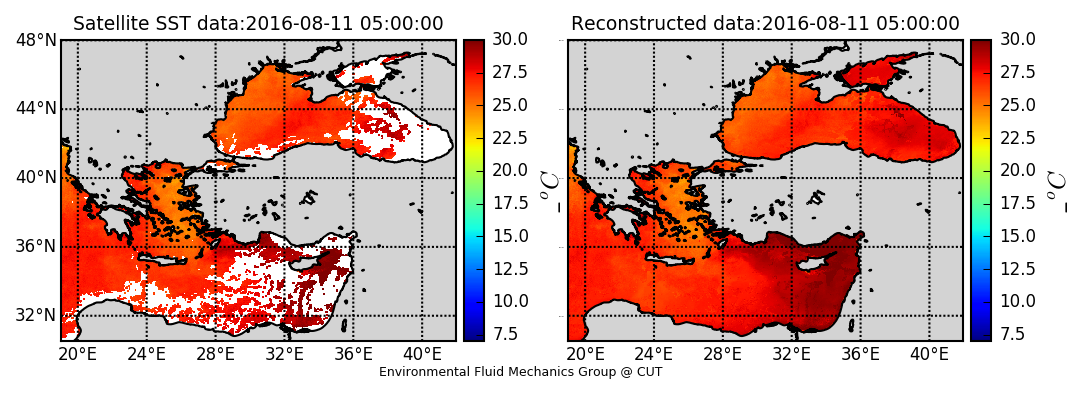 Satellite SST data:2016-08-11 05:00:00
48°N
44°N
40°N
36°N
32°N
20°E 24°E 28°E 32°E 36°E 40°E
30.0
27.5
25.0
22.5
20.0
17.5
15.0
12.5
10.0
7.5
°C
Reconstructed data:2016-08-11 05:00:00
20°E 24°E 28°E 32°E 36°E 40°E
30.0
27.5
25.0
22.5
20.0
17.5
15.0
12.5
10.0
7.5
°C
Environmental Fluid Mechanics Group @ CUT